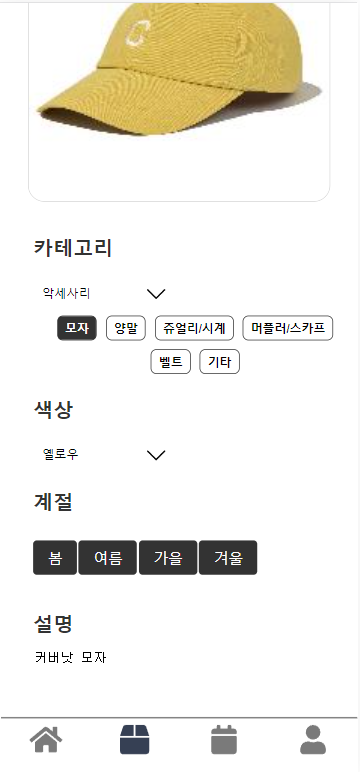 C
카테고리
악세사리
모자 양말 쥬얼리/시계 머플러/스카프
벨트 기타
색상
옐로우
계절
봄 여름 가을 겨울
설명
커버낫 모자